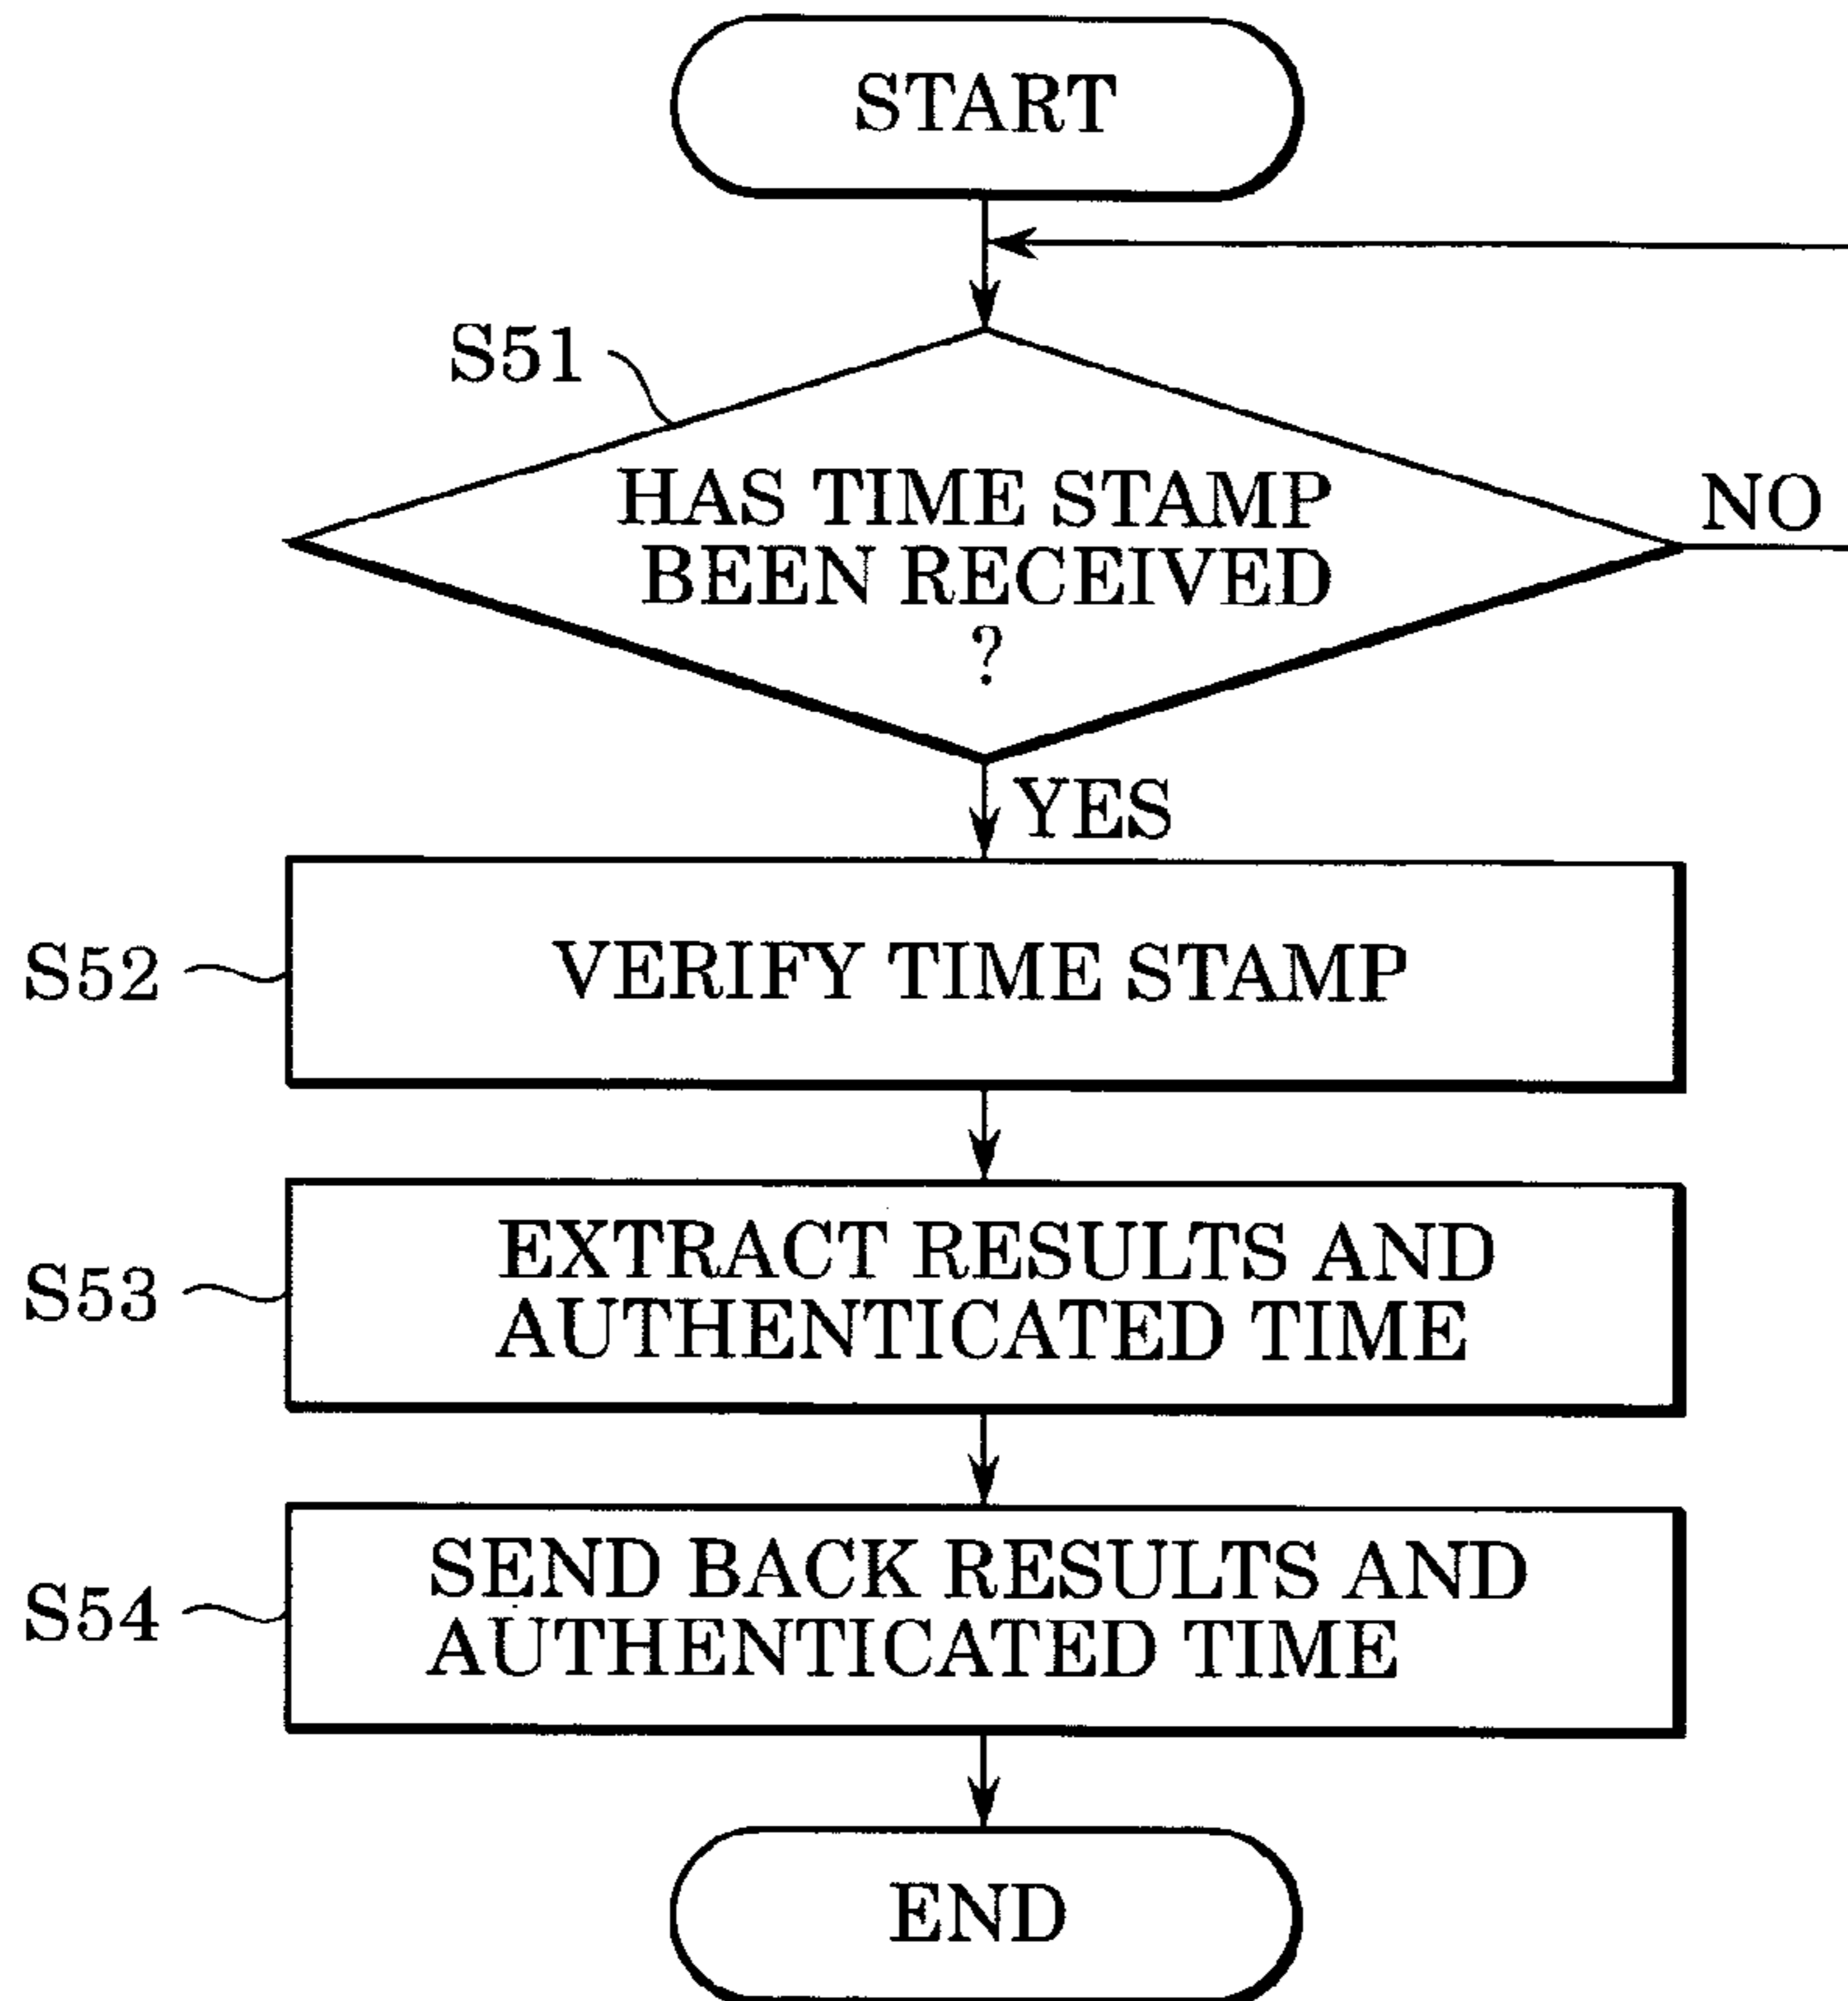 START
S51
HAS TIME STAMP
BEEN RECEIVED
?
NO
YES
S52
VERIFY TIME STAMP
S53
EXTRACT RESULTS AND
AUTHENTICATED TIME
S54
SEND BACK RESULTS AND
AUTHENTICATED TIME
END